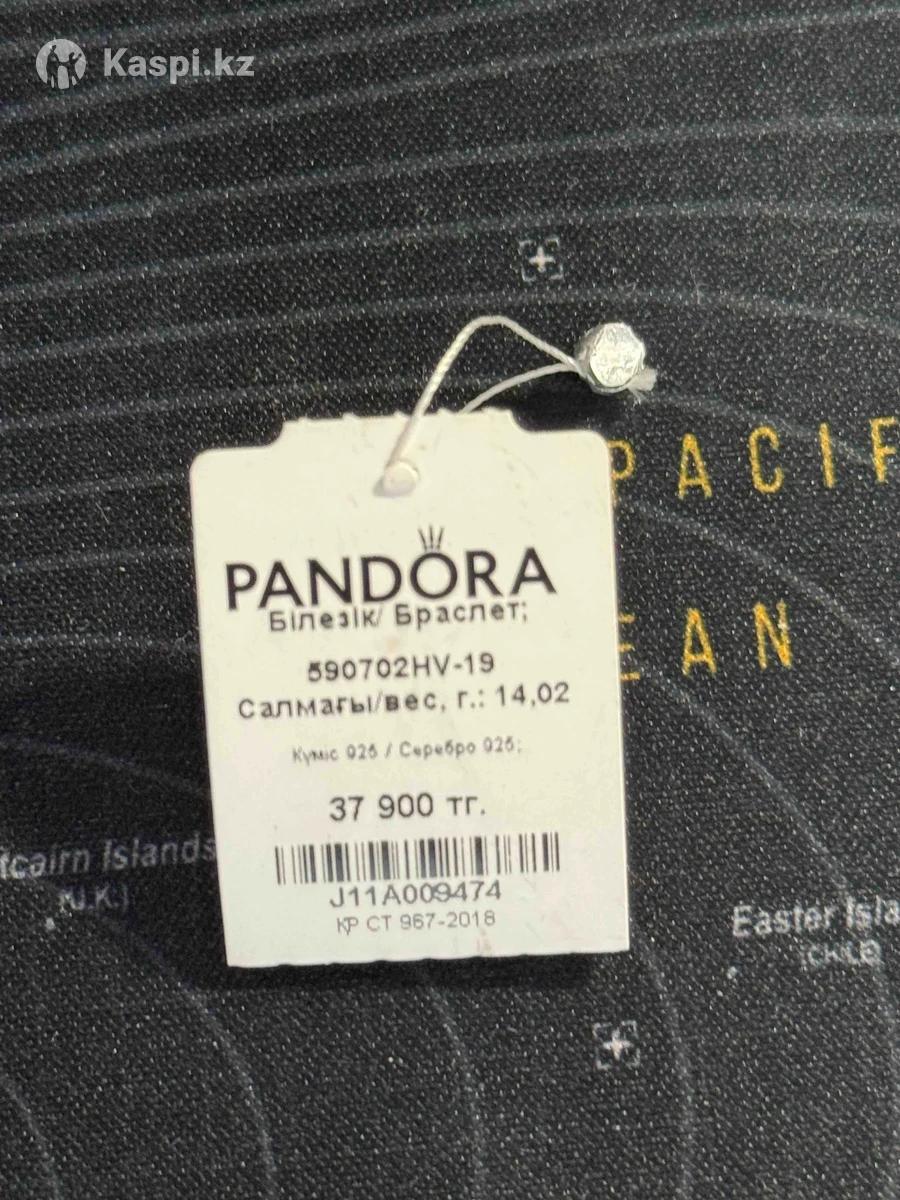 Kaspi.kz
PACIF
EAN
PANDORA
Білезік/ Браслет;
590702HV-19
Салмағы/вес, г.: 14,02
Күміс 925 / Серебро 925;
37 900 тг.
J11A009474
ҚР СТ 967-2018
tcairn Islands
(U.K.)
Easter Isla
(CHILE)